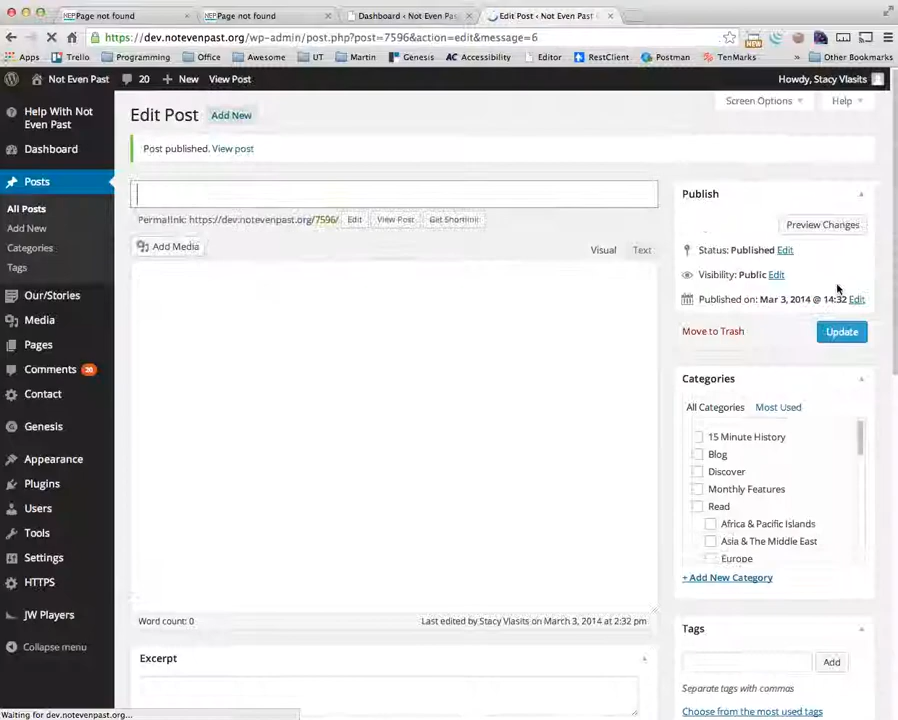 NEPPage not found
NEPPage not found
Dashboard ‹ Not Even Pas
Edit Post ‹ Not Even Past
https://dev.notevenpast.org/wp-admin/post.php?post=7596&action=edit&message=6
NEW
Apps Trello Programming Office Awesome UT Martin Genesis AC Accessibility Editor RestClient Postman TenMarks » Other Bookmarks
Not Even Past 20 + New View Post Howdy, Stacy Vlasits
Help With Not
Even Past
Dashboard
Posts
All Posts
Add New
Categories
Tags
Our/Stories
Media
Pages
Comments 20
Contact
Genesis
Appearance
Plugins
Users
Tools
Settings
HTTPS
JW Players
Collapse menu
Screen Options Help
Edit Post Add New
Post published. View post
Permalink: https://dev.notevenpast.org/7596/ Edit View Post Get Shortlink
Add Media Visual Text
Word count: 0 Last edited by Stacy Vlasits on March 3, 2014 at 2:32 pm
Excerpt
Publish
Preview Changes
Status: Published Edit
Visibility: Public Edit
Published on: Mar 3, 2014 @ 14:32 Edit
Move to Trash Update
Categories
All Categories Most Used
15 Minute History
Blog
Discover
Monthly Features
Read
Africa & Pacific Islands
Asia & The Middle East
Europe
+ Add New Category
Tags
Add
Separate tags with commas
Choose from the most used tags
Waiting for dev.notevenpast.org...